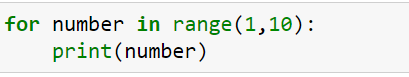 for number in range(1,10):
    print(number)